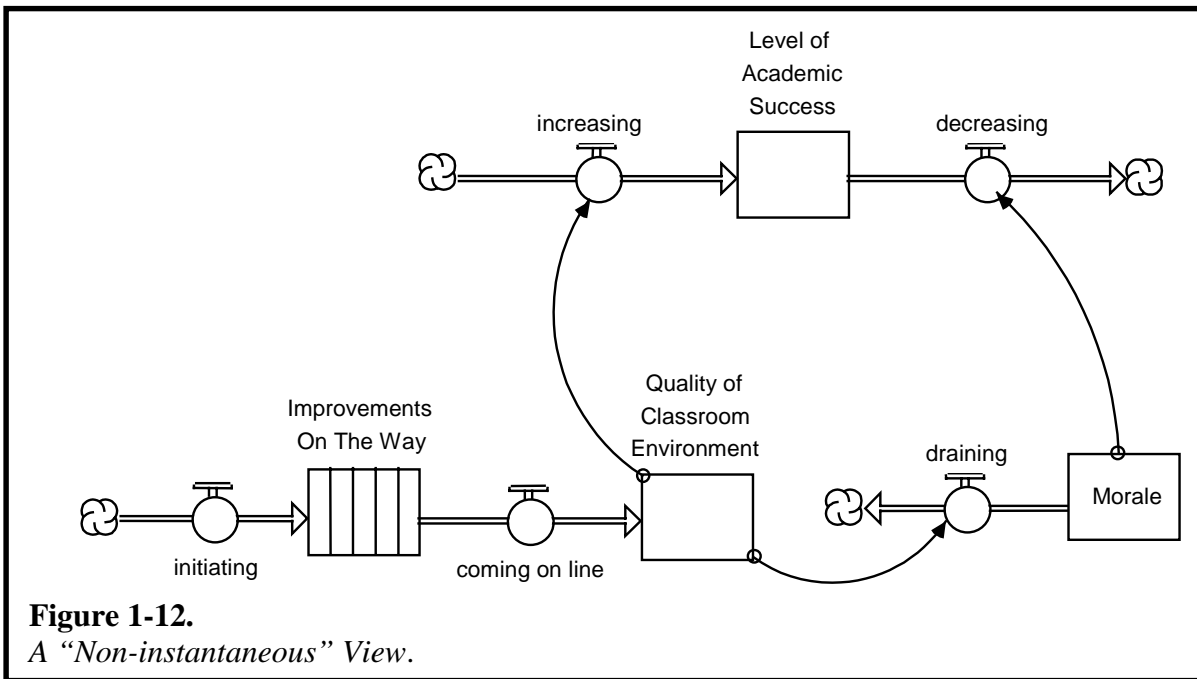 Level of
Academic
Success
increasing
decreasing
Quality of
Classroom
Environment
Improvements
On The Way
draining
Morale
initiating
coming on line
Figure 1-12.
A “Non-instantaneous” View.